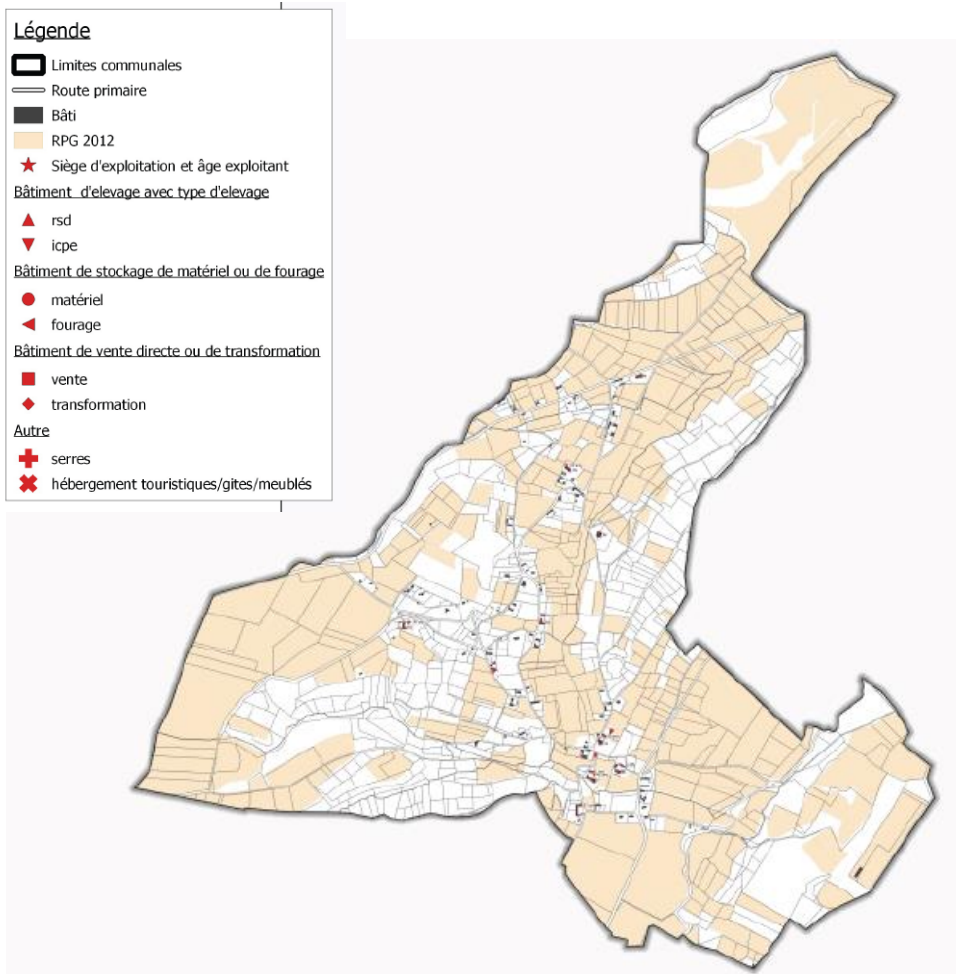 Légende
Limites communales
Route primaire
Bâti
RPG 2012
Siège d'exploitation et âge exploitant
Bâtiment d'elevage avec type d'elevage
rsd
icpe
Bâtiment de stockage de matériel ou de fourage
matériel
fourage
Bâtiment de vente directe ou de transformation
vente
transformation
Autre
serres
hébergement touristiques/gites/meublés